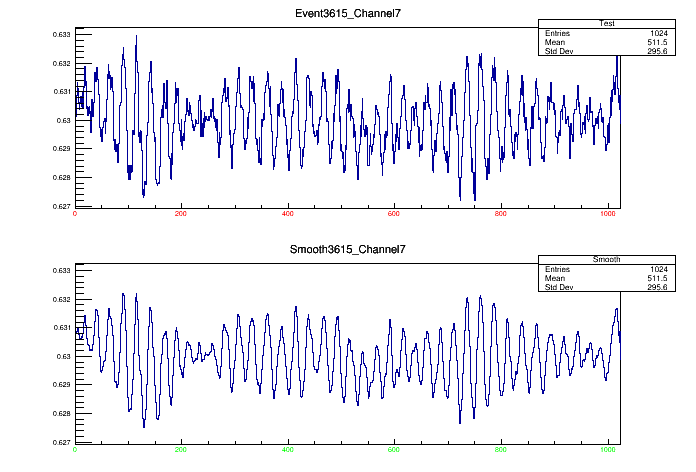 Event3615_Channel7
Test
Entries 1024
Mean 511.5
Std Dev 295.6
0.633
0.632
0.631
0.63
0.629
0.628
0.627
0 200 400 600 800 1000
Smooth3615_Channel7
Smooth
Entries 1024
Mean 511.5
Std Dev 295.6
0.633
0.632
0.631
0.63
0.629
0.628
0.627
0 200 400 600 800 1000